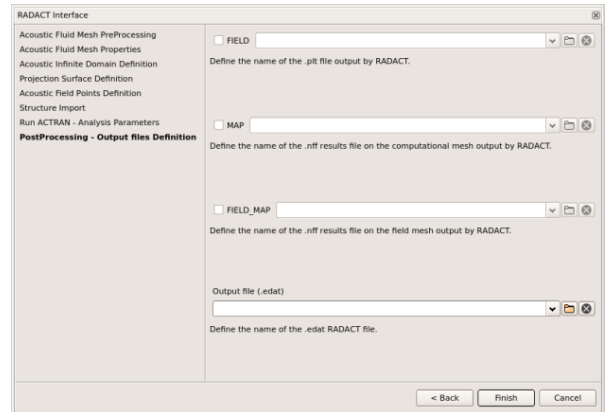 RADACT Interface
Acoustic Fluid Mesh PreProcessing
Acoustic Fluid Mesh Properties
Acoustic Infinite Domain Definition
Projection Surface Definition
Acoustic Field Points Definition
Structure Import
Run ACTRAN - Analysis Parameters
PostProcessing - Output files Definition
FIELD
Define the name of the .plt file output by RADACT.
MAP
Define the name of the .nff results file on the computational mesh output by RADACT.
FIELD_MAP
Define the name of the .nff results file on the field mesh output by RADACT.
Output file (.edat)
Define the name of the .edat RADACT file.
< Back Finish Cancel